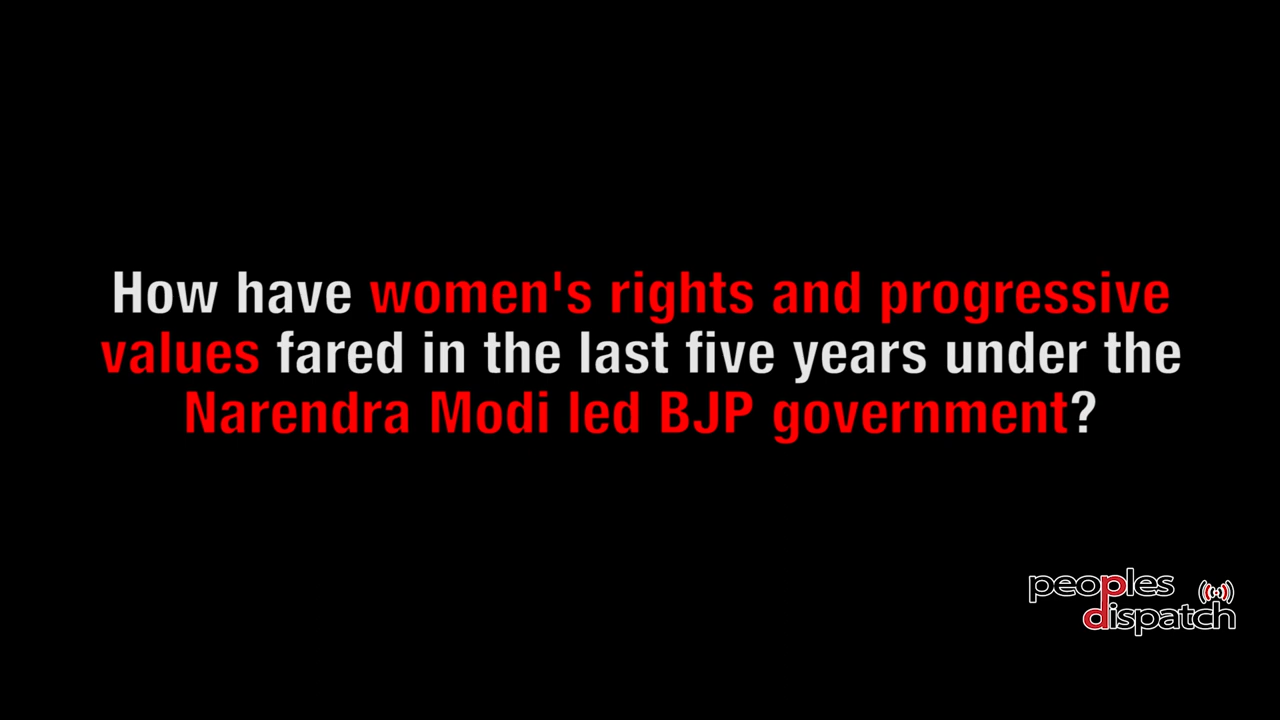 How have women's rights and progressive
values fared in the last five years under the
Narendra Modi led BJP government?
peoples
dispatch